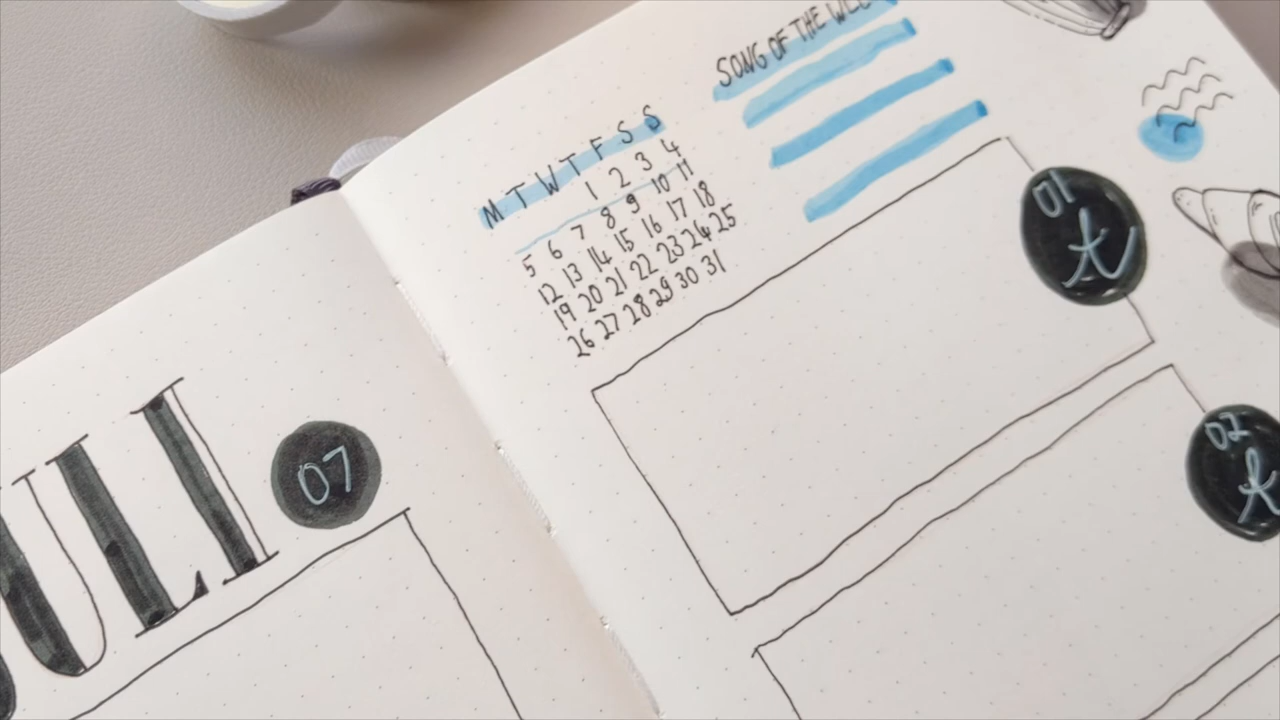 ULI
07
SONG OF THE
M T W T F S S
1 2 3 4
5 6 7 8 9 10 11
12 13 14 15 16 17 18
19 20 21 22 23 24 25
26 27 28 29 30 31
01
t
02